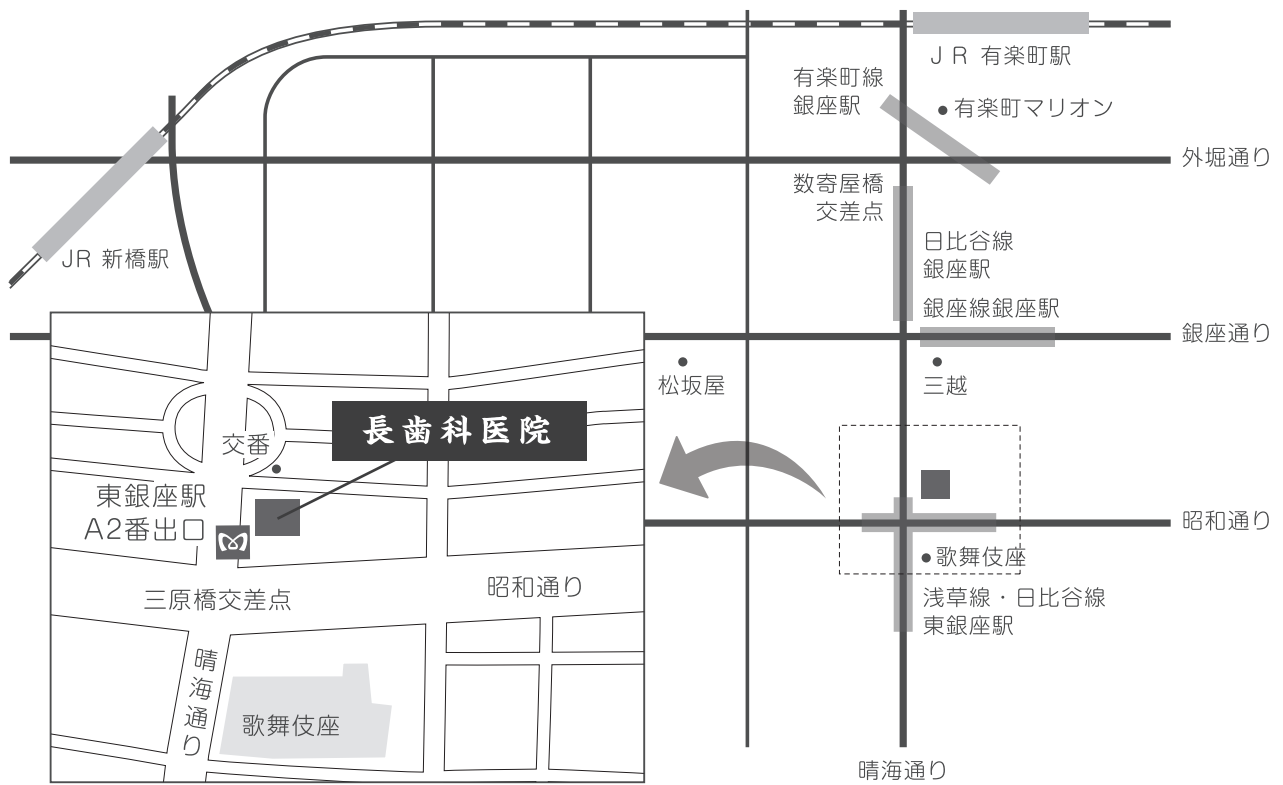 JR 有楽町駅
有楽町線
銀座駅
有楽町マリオン
外堀通り
数寄屋橋
交差点
日比谷線
銀座駅
JR 新橋駅
銀座線銀座駅
銀座通り
松坂屋
三越
長歯科医院
交番
東銀座駅
A2番出口
昭和通り
歌舞伎座
三原橋交差点
昭和通り
浅草線・日比谷線
東銀座駅
晴海通り
歌舞伎座
晴海通り